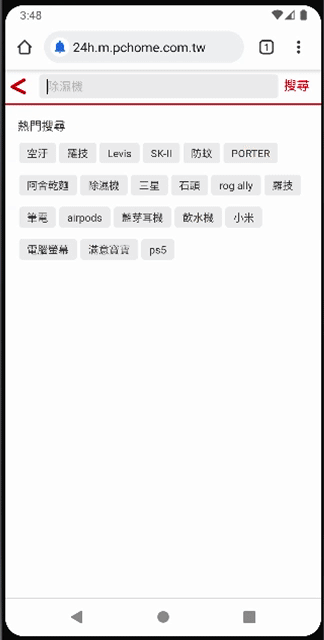 3:48
24h.m.pchome.com.tw 1
除濕機 搜尋
熱門搜尋
空汙 羅技 Levis SK-II 防蚊 PORTER
阿舍乾麵 除濕機 三星 石頭 rog ally 羅技
筆電 airpods 藍芽耳機 飲水機 小米
電腦螢幕 滿意寶寶 ps5